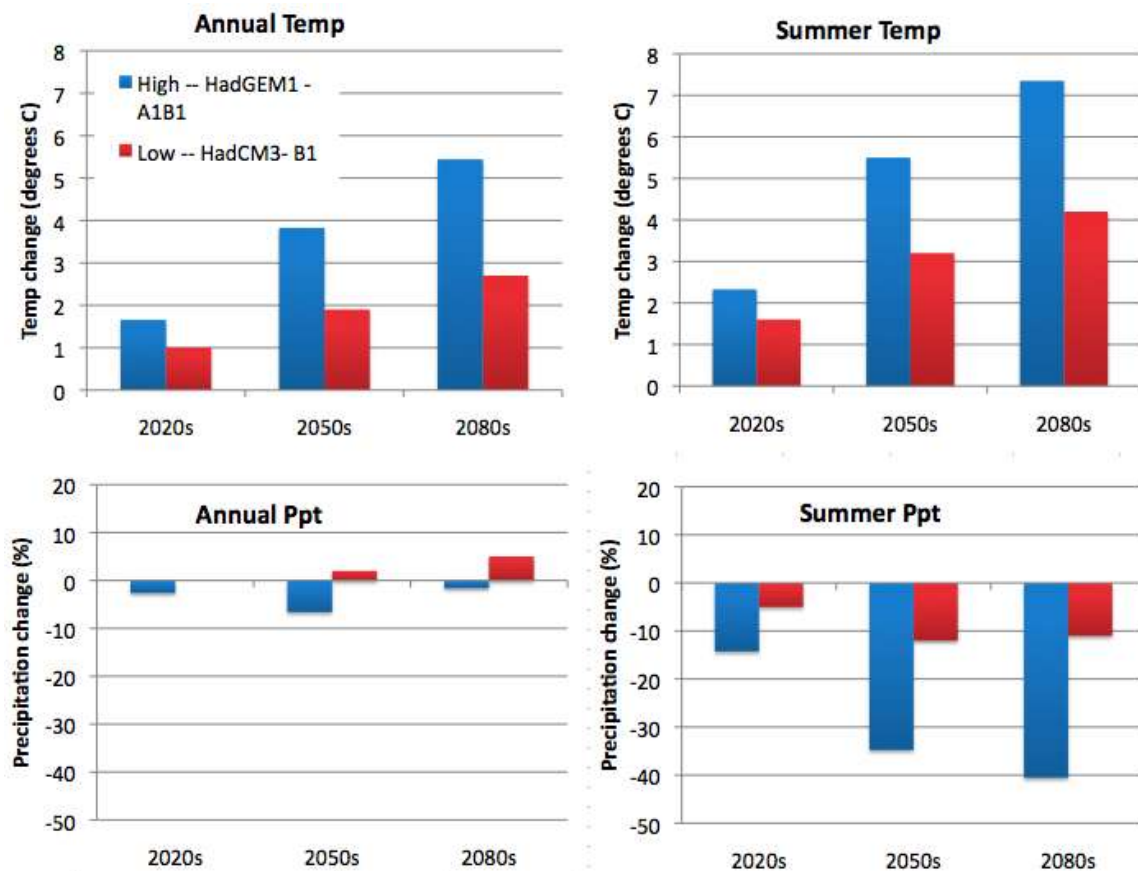 Annual Temp
Temp change (degrees C)
8
7
6
5
4
3
2
1
0
High -- HadGEM1 -
A1B1
Low -- HadCM3- B1
2020s 2050s 2080s
Summer Temp
Temp change (degrees C)
8
7
6
5
4
3
2
1
0
2020s 2050s 2080s
Annual Ppt
Precipitation change (%)
20
10
0
-10
-20
-30
-40
-50
2020s 2050s 2080s
Summer Ppt
Precipitation change (%)
20
10
0
-10
-20
-30
-40
-50
2020s 2050s 2080s